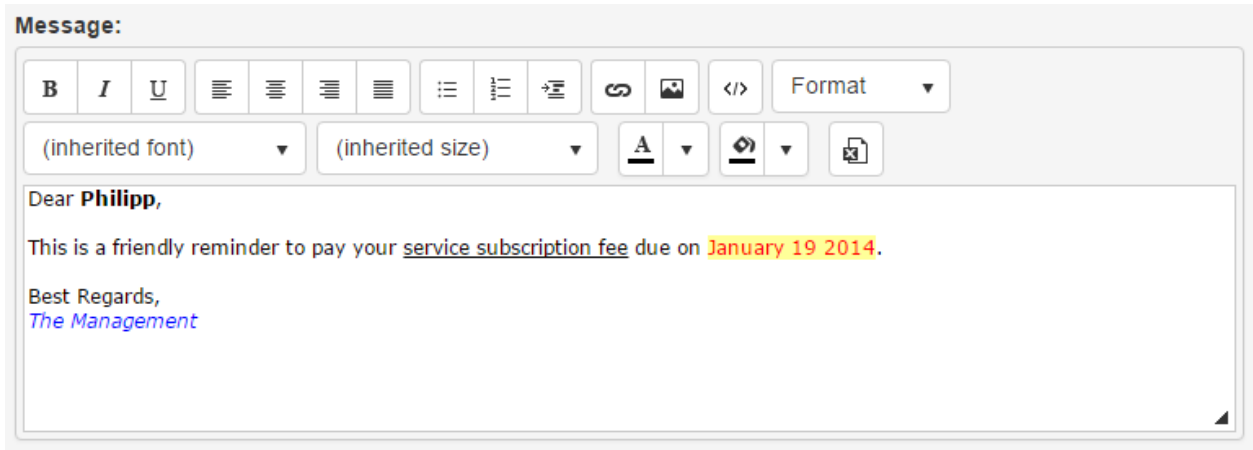 Message:
B I U </> Format
(inherited font) (inherited size) A
Dear Philipp,
This is a friendly reminder to pay your service subscription fee due on January 19 2014.
Best Regards,
The Management